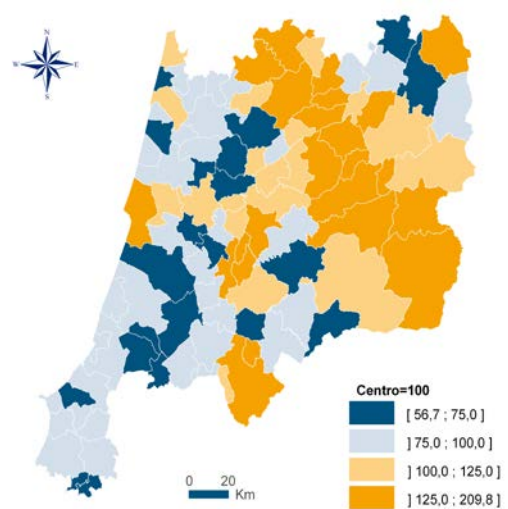 N
W E
S
Centro=100
[ 56,7 ; 75,0 ]
] 75,0 ; 100,0 ]
] 100,0 ; 125,0 ]
] 125,0 ; 209,8 ]
0 20
Km